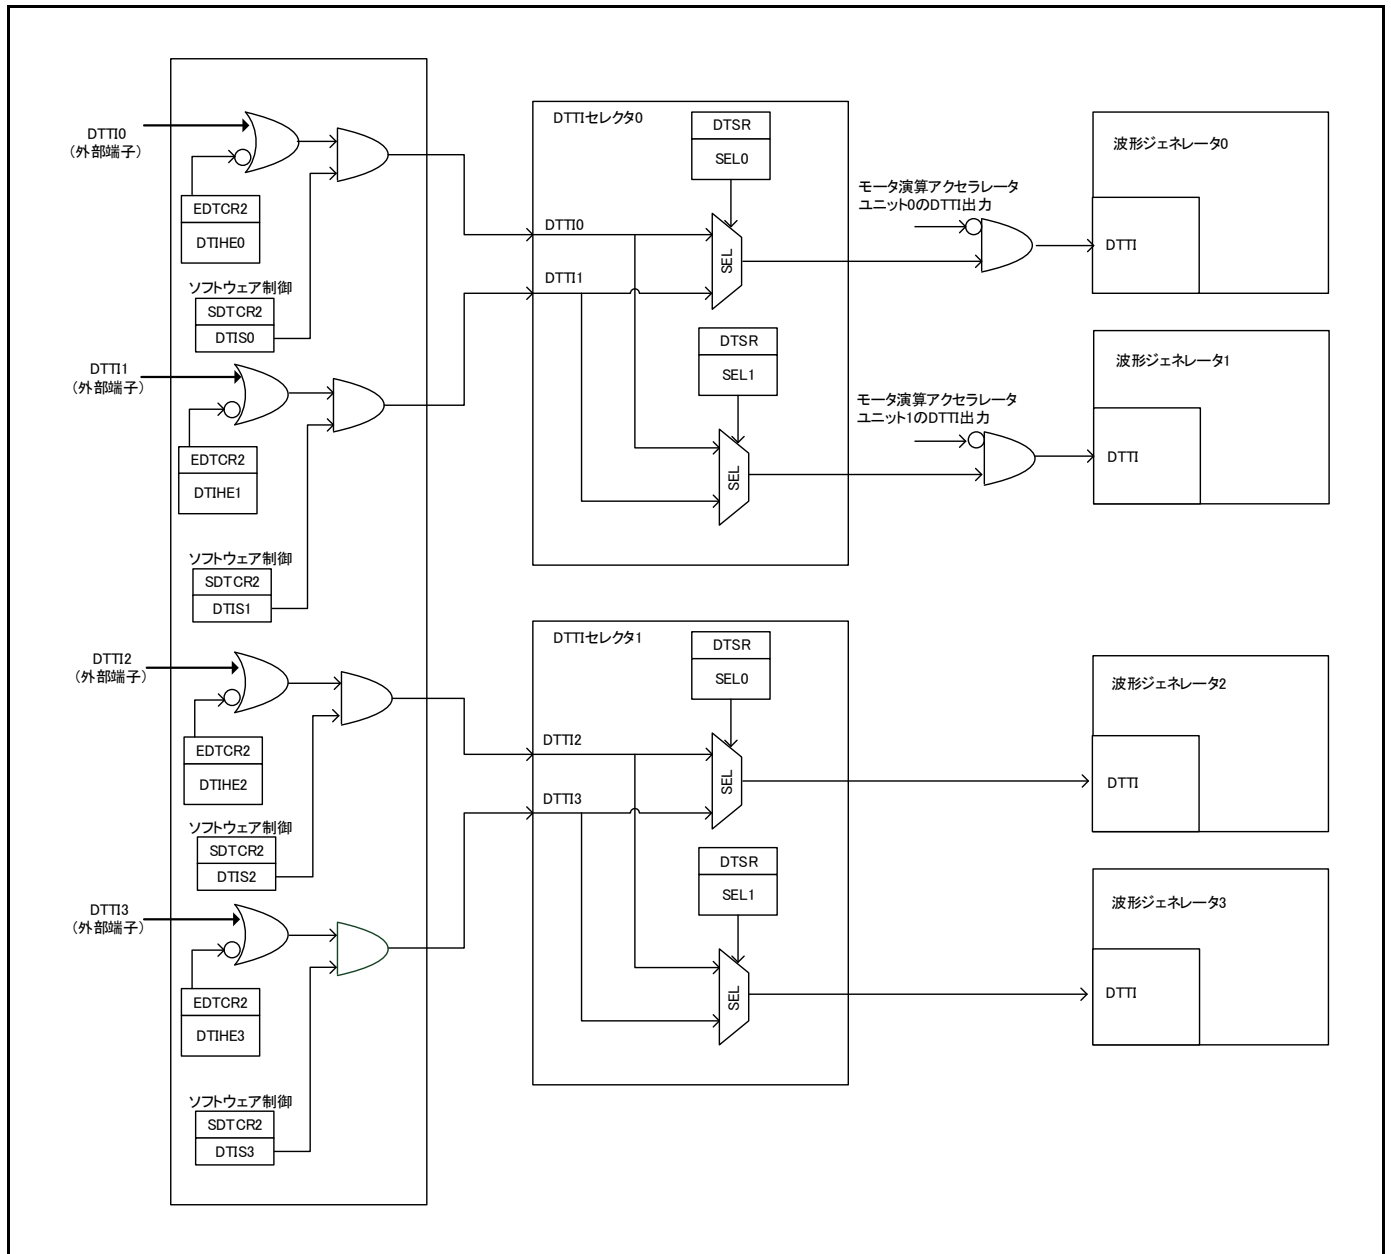 DTTI0
（外部端子）
EDTCR2
DTIHE0
ソフトウェア制御
SDTCR2
DTIS0
DTTI1
（外部端子）
EDTCR2
DTIHE1
ソフトウェア制御
SDTCR2
DTIS1
DTTIセレクタ0
DTSR
SEL0
DTTI0
DTTI1
SEL
DTSR
SEL1
SEL
モータ演算アクセラレータ
ユニット0のDTTI出力
モータ演算アクセラレータ
ユニット1のDTTI出力
波形ジェネレータ0
DTTI
波形ジェネレータ1
DTTI
DTTI2
（外部端子）
EDTCR2
DTIHE2
ソフトウェア制御
SDTCR2
DTIS2
DTTI3
（外部端子）
EDTCR2
DTIHE3
ソフトウェア制御
SDTCR2
DTIS3
DTTIセレクタ1
DTSR
SEL0
DTTI2
DTTI3
SEL
DTSR
SEL1
SEL
波形ジェネレータ2
DTTI
波形ジェネレータ3
DTTI